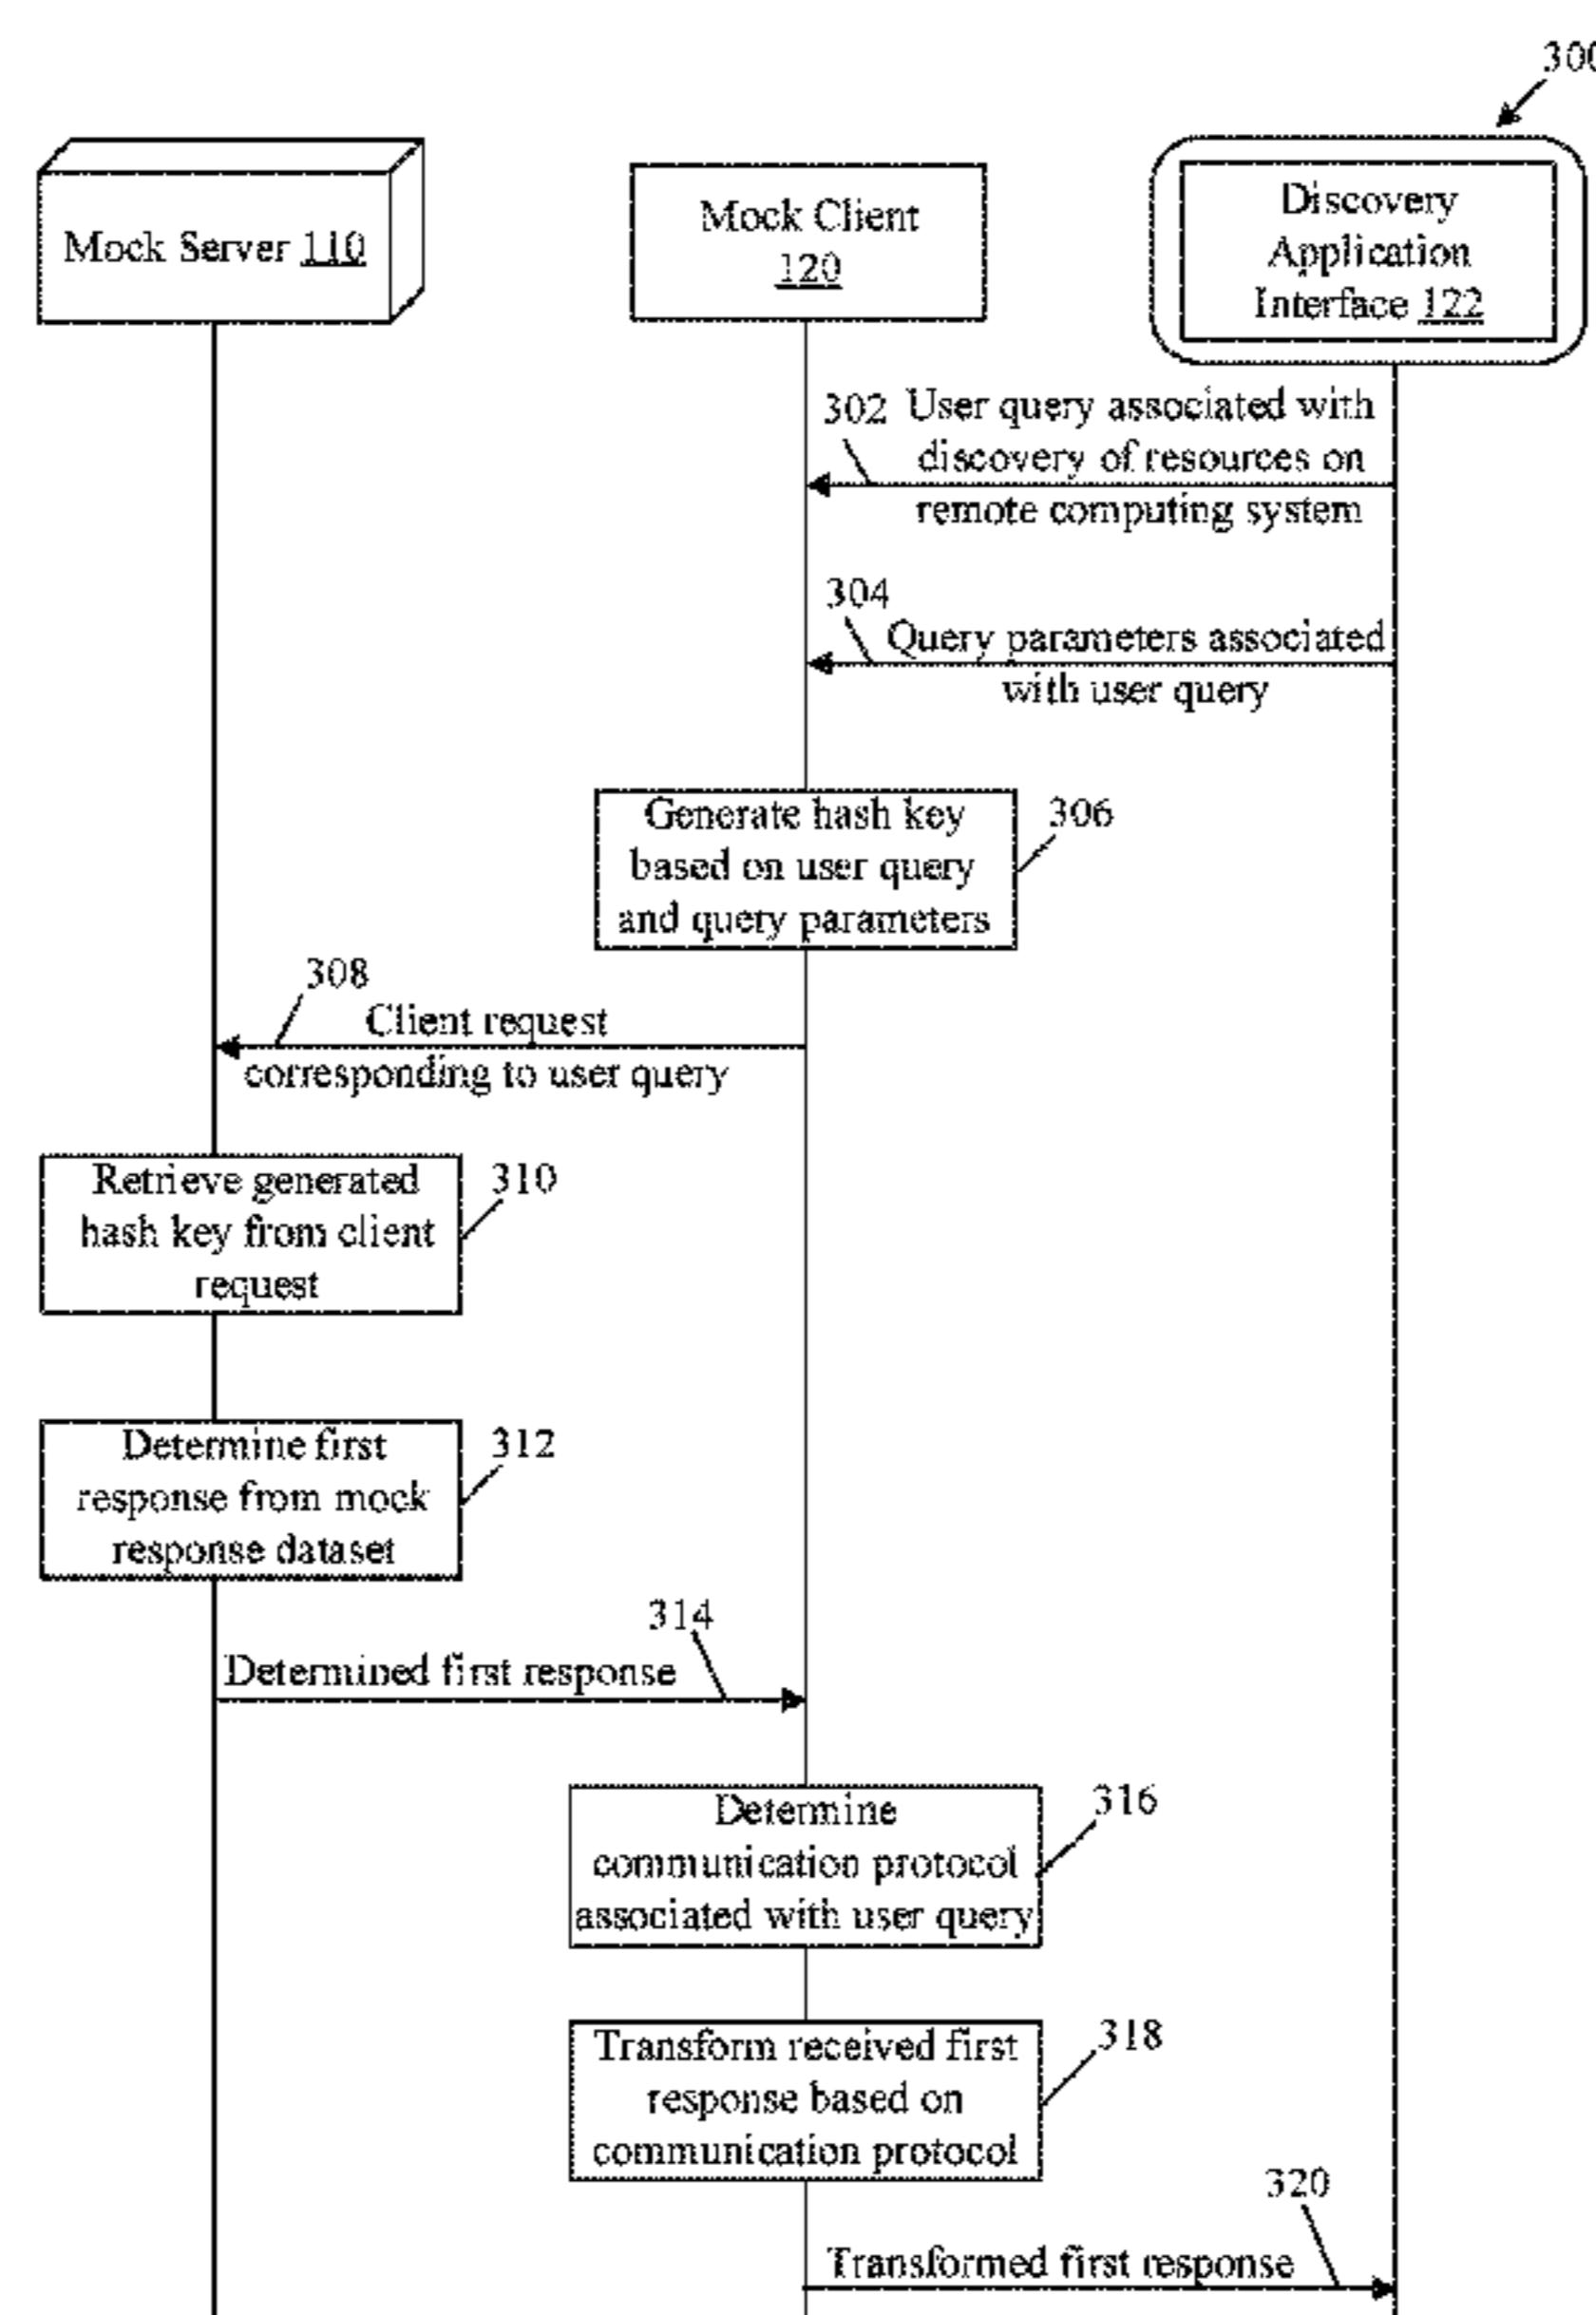 300
Mock Server 110
Mock Client
120
Discovery
Application
Interface 122
302
User query associated with
discovery of resources on
remote computing system
304
Query parameters associated
with user query
Generate hash key
based on user query
and query parameters
306
308
Client request
corresponding to user query
Retrieve generated
hash key from client
request
310
Determine first
response from mock
response dataset
312
314
Determined first response
Determine
communication protocol
associated with user query
316
Transform received first
response based on
communication protocol
318
320
Transformed first response